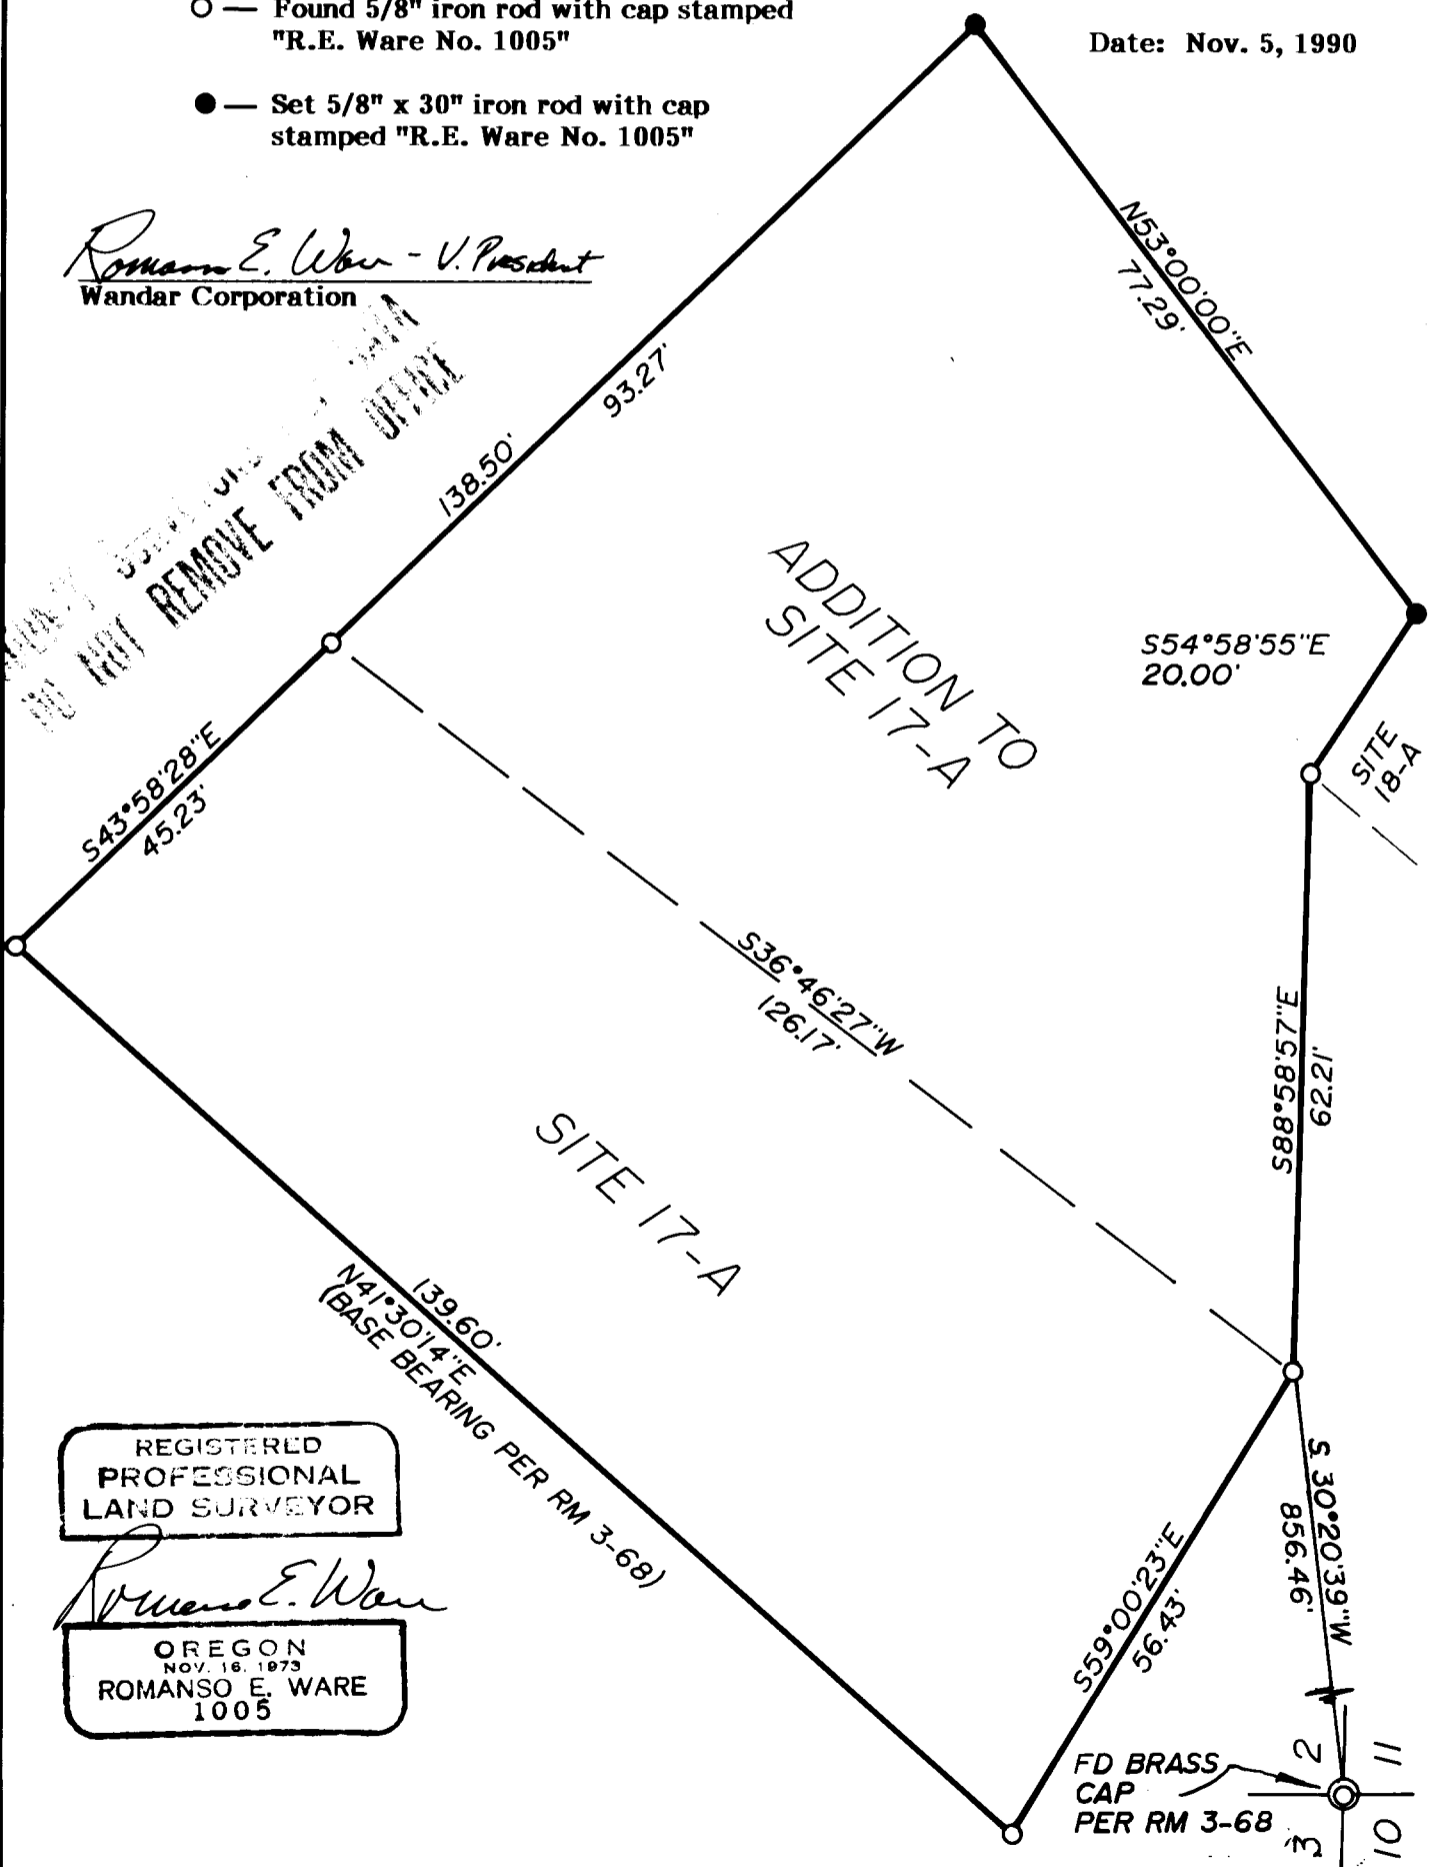 Found 5/8" iron rod with cap stamped
"R.E. Ware No. 1005"
Date: Nov. 5, 1990
Set 5/8" x 30" iron rod with cap
stamped "R.E. Ware No. 1005"
E. Ware - V. President
Wandar Corporation
DO NOT REMOVE FROM OFFICE
N53°00'00"E
77.29'
93.27'
138.50'
ADDITION TO
SITE 17-A
S54°58'55"E
20.00'
SITE
18-A
S43°58'28"E
45.23'
S36°46'27"W
126.17'
S88°58'57"E
62.21'
SITE 17-A
139.60'
N41°30'14"E
(BASE BEARING PER RM 3-68)
S59°00'23"E
56.43'
S 30°20'39"W
856.46'
REGISTERED
PROFESSIONAL
LAND SURVEYOR
Romanso E. Ware
OREGON
NOV. 16, 1973
ROMANSO E. WARE
1005
FD BRASS
CAP
PER RM 3-68
2 11
3 10